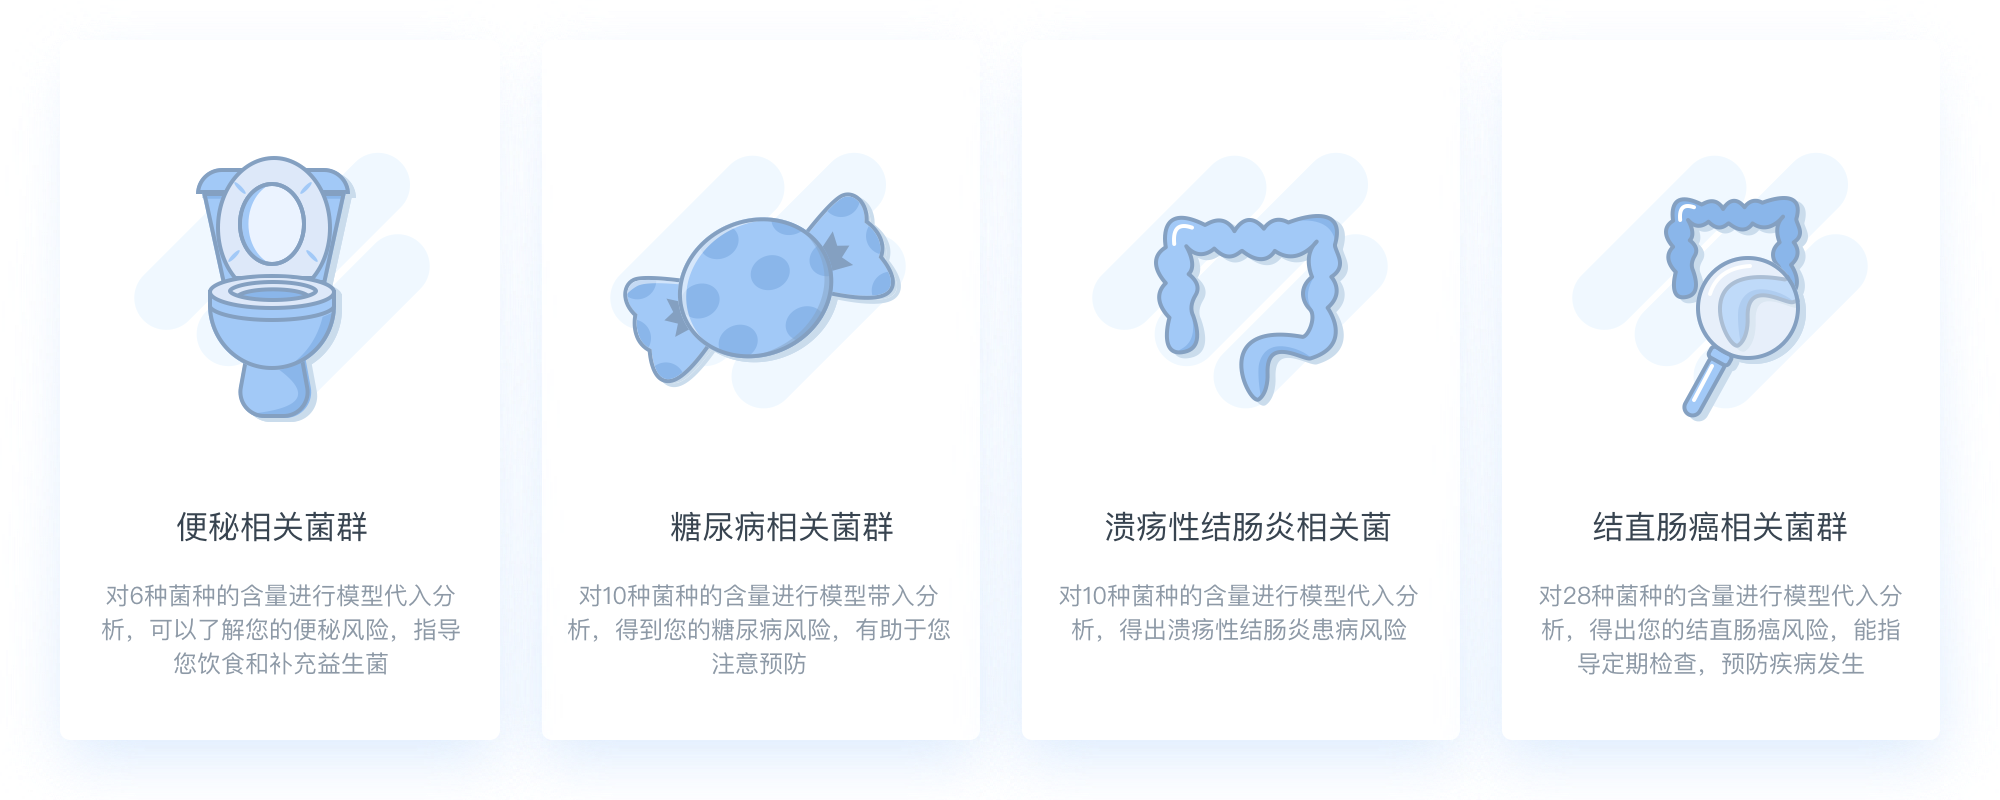 便秘相关菌群
对6种菌种的含量进行模型代入分
析，可以了解您的便秘风险，指导
您饮食和补充益生菌
糖尿病相关菌群
对10种菌种的含量进行模型带入分
析，得到您的糖尿病风险，有助于您
注意预防
溃疡性结肠炎相关菌
对10种菌种的含量进行模型代入分
析，得出溃疡性结肠炎患病风险
结直肠癌相关菌群
对28种菌种的含量进行模型代入分
析，得出您的结直肠癌风险，能指
导定期检查，预防疾病发生